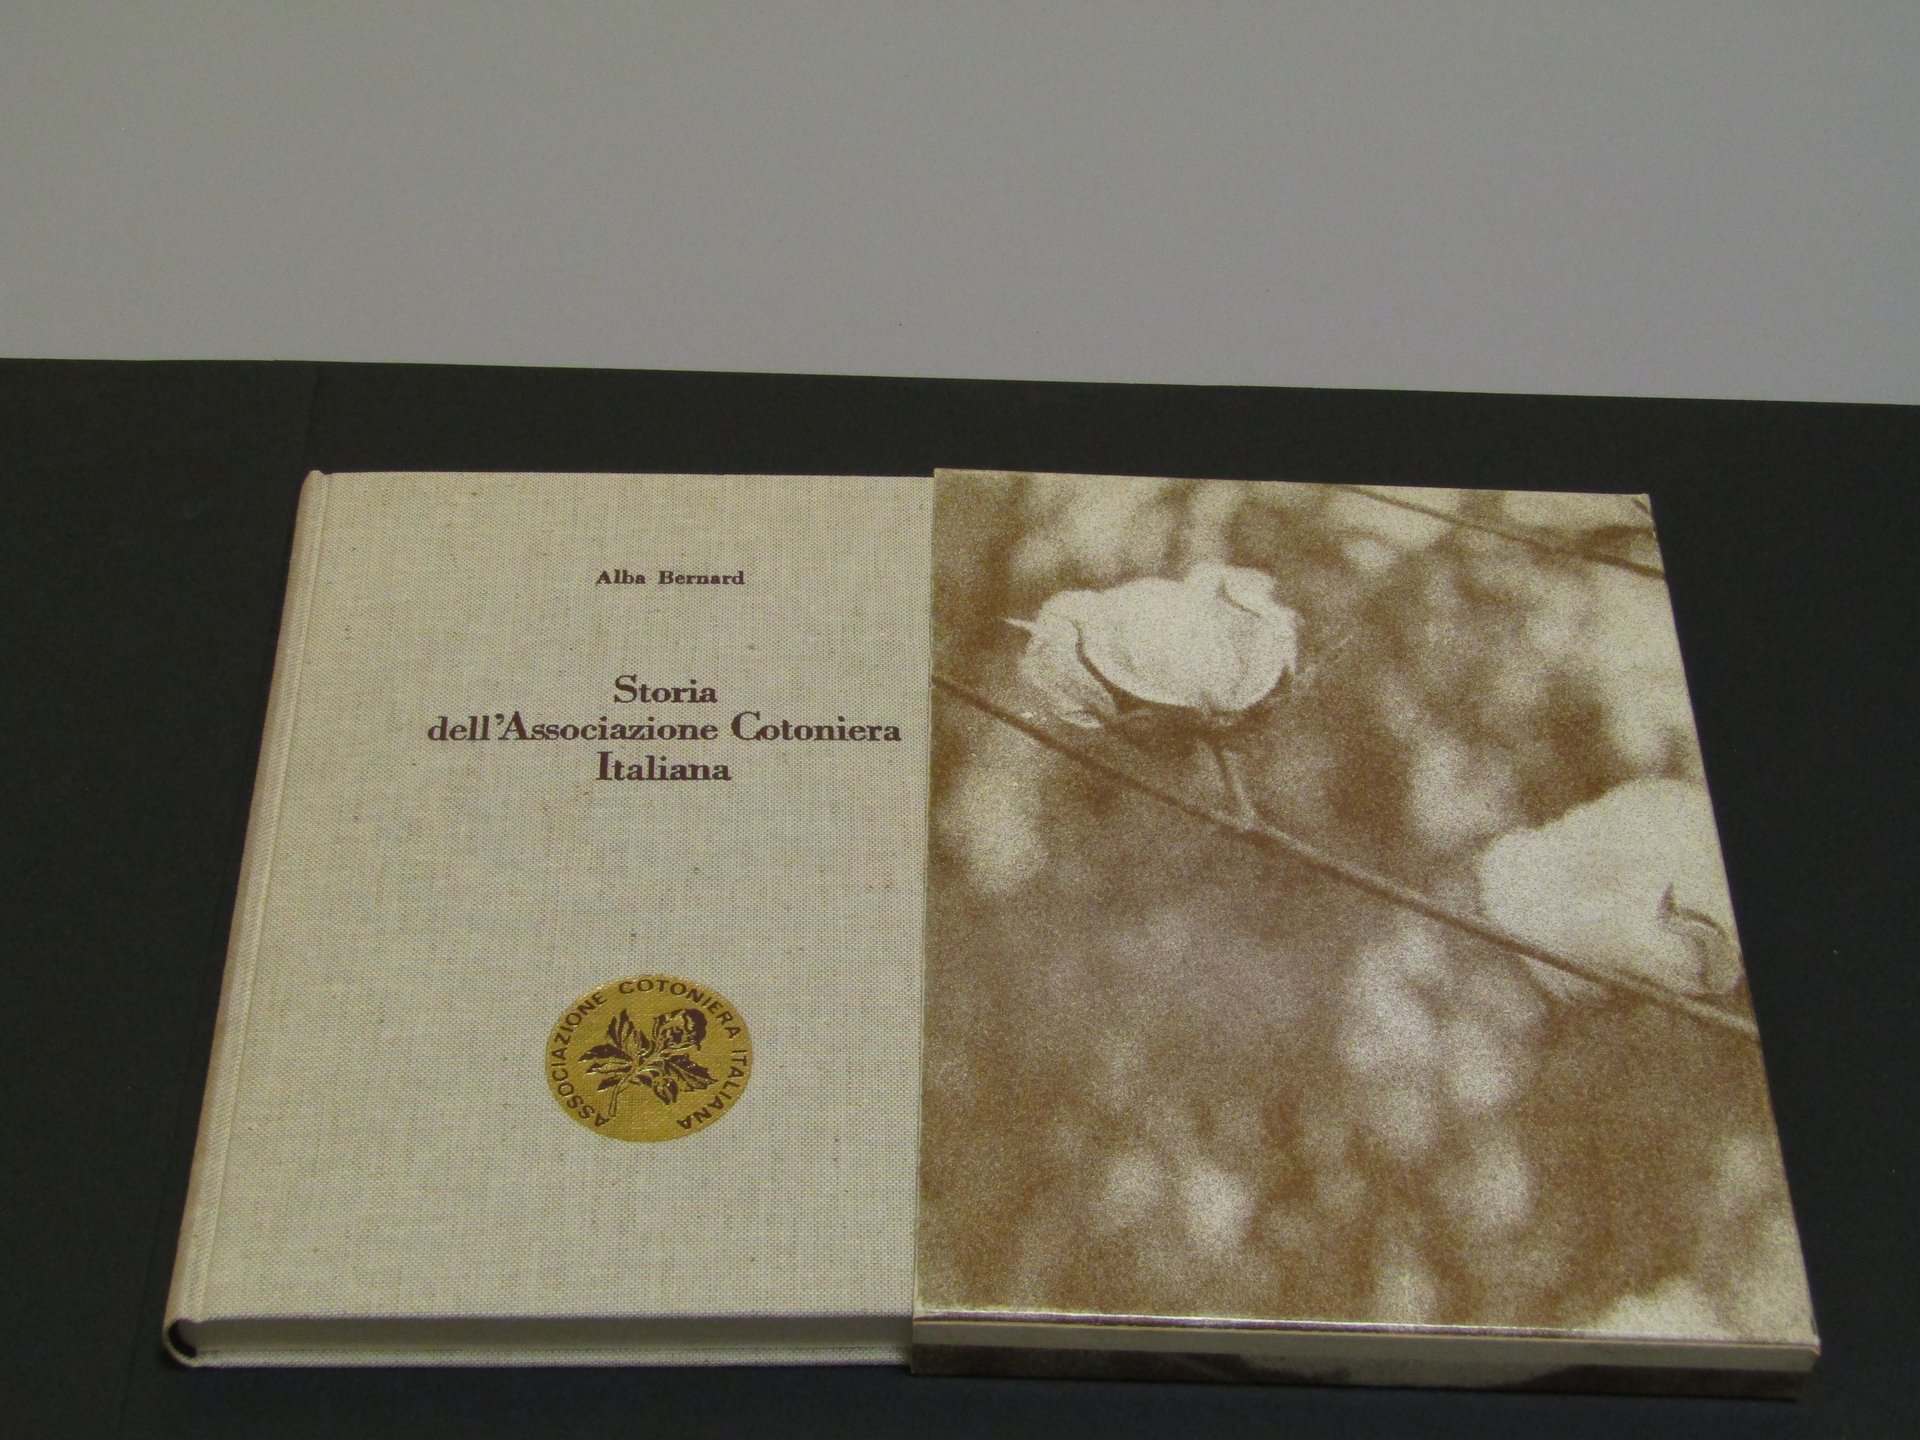 Alba Bernard
Storia
dell'Associazione Cotoniera
Italiana
ASSOCIAZIONE COTONIERA ITALIANA